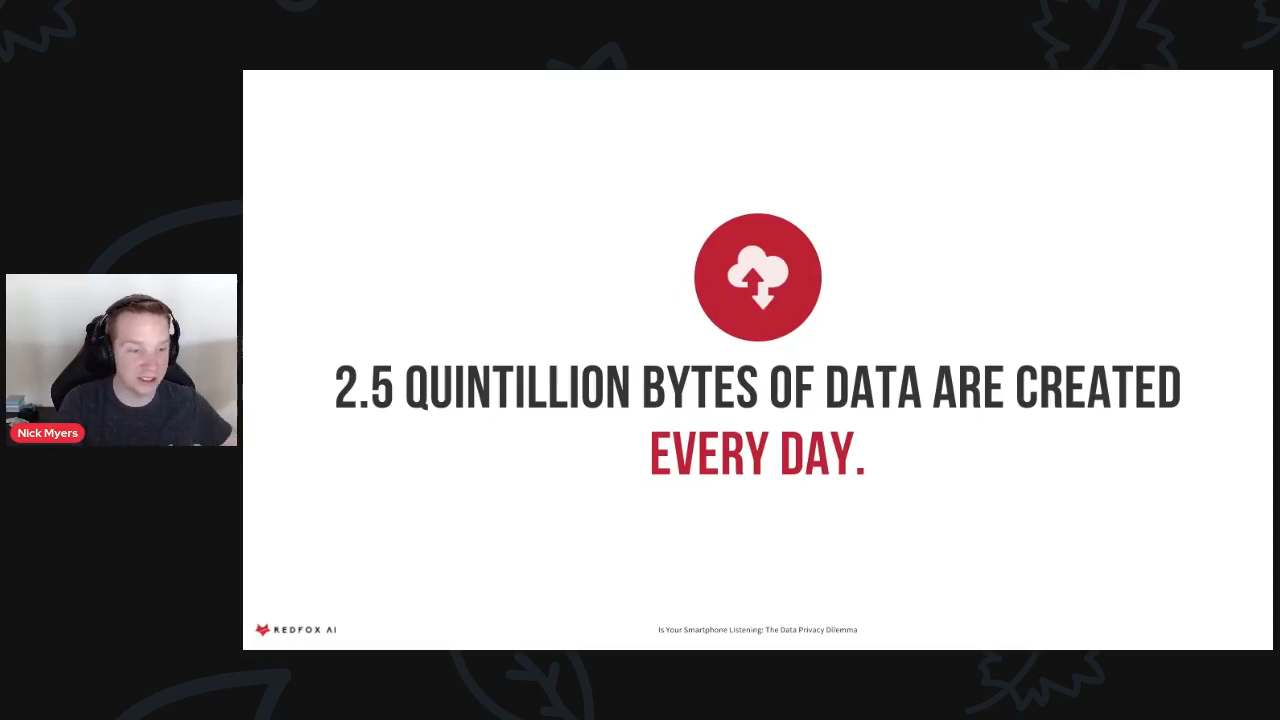 2.5 QUINTILLION BYTES OF DATA ARE CREATED
EVERY DAY.
Nick Myers
REDFOX AI
Is Your Smartphone Listening: The Data Privacy Dilemma